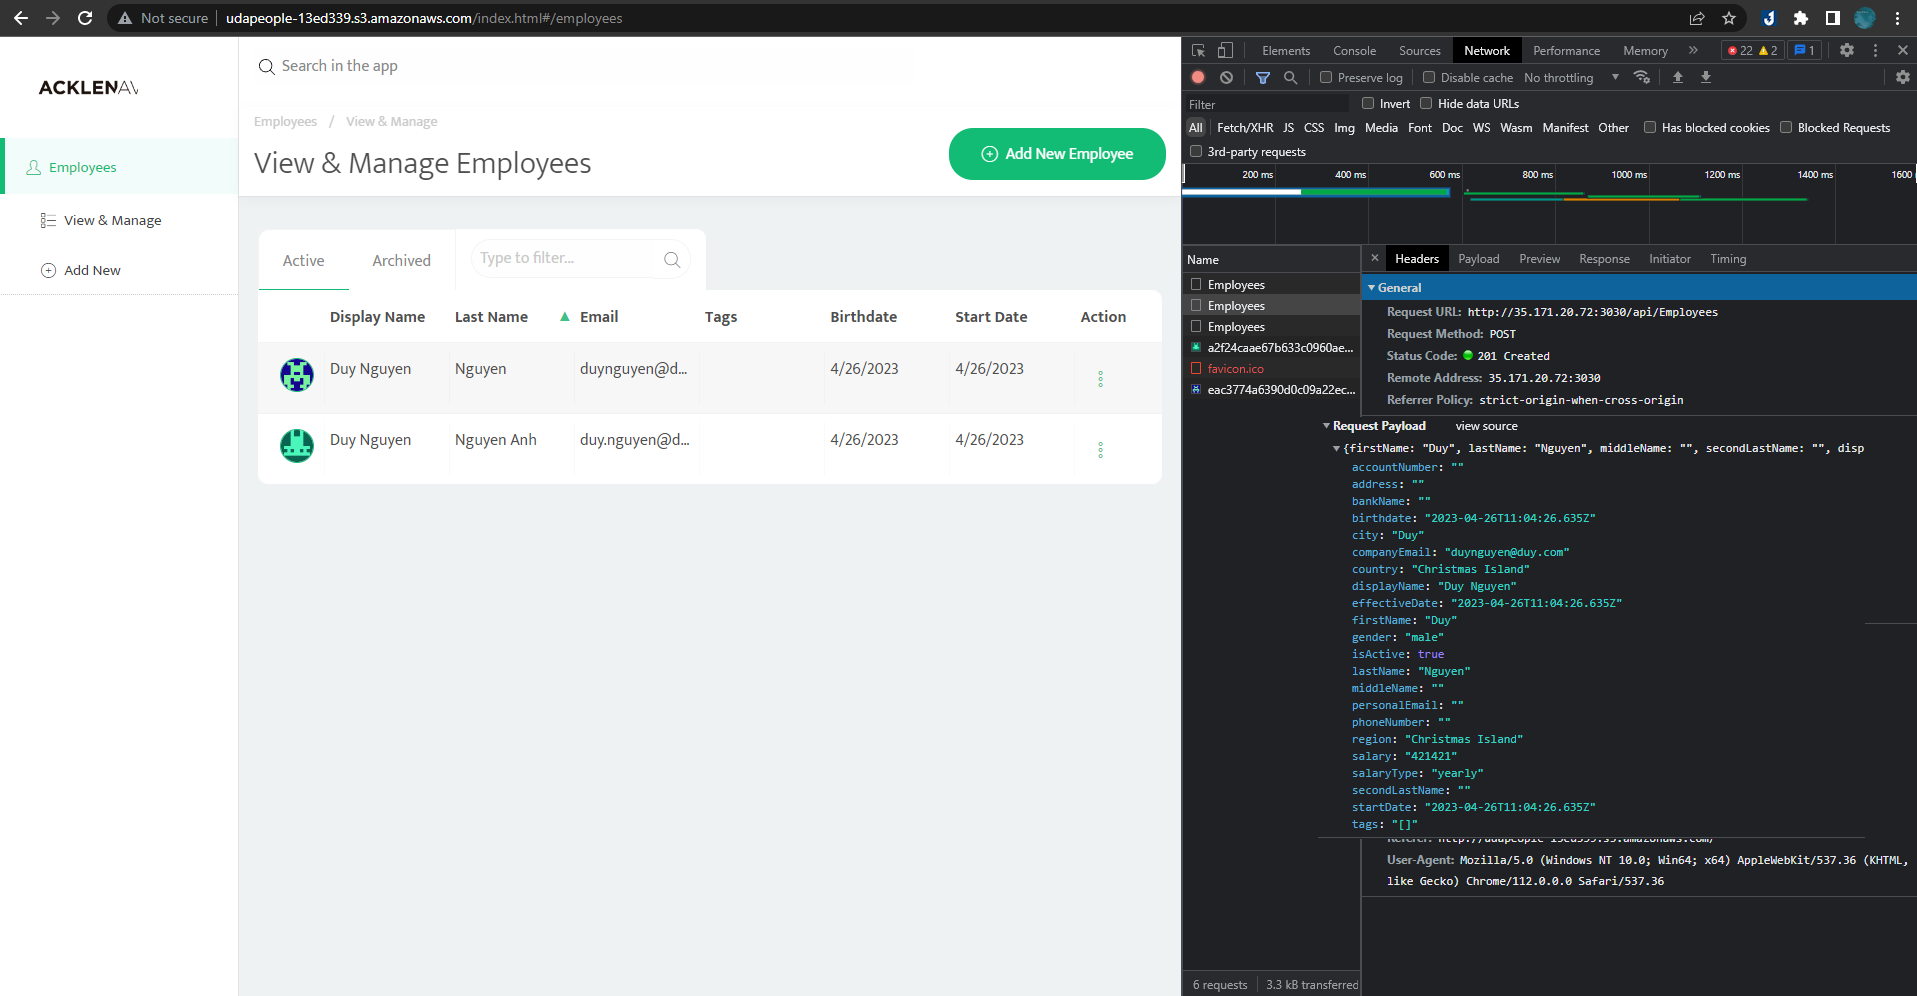 Not secure | udapeople-13ed339.s3.amazonaws.com/index.html#/employees
ACKLEN
Employees
View & Manage
Add New
Search in the app
Employees / View & Manage
View & Manage Employees
Add New Employee
Active Archived Type to filter...
Display Name Last Name Email Tags Birthdate Start Date Action
Duy Nguyen Nguyen duynguyen@d... 4/26/2023 4/26/2023
Duy Nguyen Nguyen Anh duy.nguyen@d... 4/26/2023 4/26/2023
Elements Console Sources Network Performance Memory » 22 2 1
Preserve log Disable cache No throttling
Filter Invert Hide data URLs
All Fetch/XHR JS CSS Img Media Font Doc WS Wasm Manifest Other Has blocked cookies Blocked Requests
3rd-party requests
200 ms 400 ms 600 ms 800 ms 1000 ms 1200 ms 1400 ms 1600
Name
Employees
Employees
Employees
a2f24caae67b633c0960ae...
favicon.ico
eac3774a6390d0c09a22ec...
6 requests 3.3 kB transferred
× Headers Payload Preview Response Initiator Timing
General
Request URL: http://35.171.20.72:3030/api/Employees
Request Method: POST
Status Code: 201 Created
Remote Address: 35.171.20.72:3030
Referrer Policy: strict-origin-when-cross-origin
Request Payload view source
{firstName: "Duy", lastName: "Nguyen", middleName: "", secondLastName: "", disp
accountNumber: ""
address: ""
bankName: ""
birthdate: "2023-04-26T11:04:26.635Z"
city: "Duy"
companyEmail: "duynguyen@duy.com"
country: "Christmas Island"
displayName: "Duy Nguyen"
effectiveDate: "2023-04-26T11:04:26.635Z"
firstName: "Duy"
gender: "male"
isActive: true
lastName: "Nguyen"
middleName: ""
personalEmail: ""
phoneNumber: ""
region: "Christmas Island"
salary: "421421"
salaryType: "yearly"
secondLastName: ""
startDate: "2023-04-26T11:04:26.635Z"
tags: "[]"
User-Agent: Mozilla/5.0 (Windows NT 10.0; Win64; x64) AppleWebKit/537.36 (KHTML,
like Gecko) Chrome/112.0.0.0 Safari/537.36